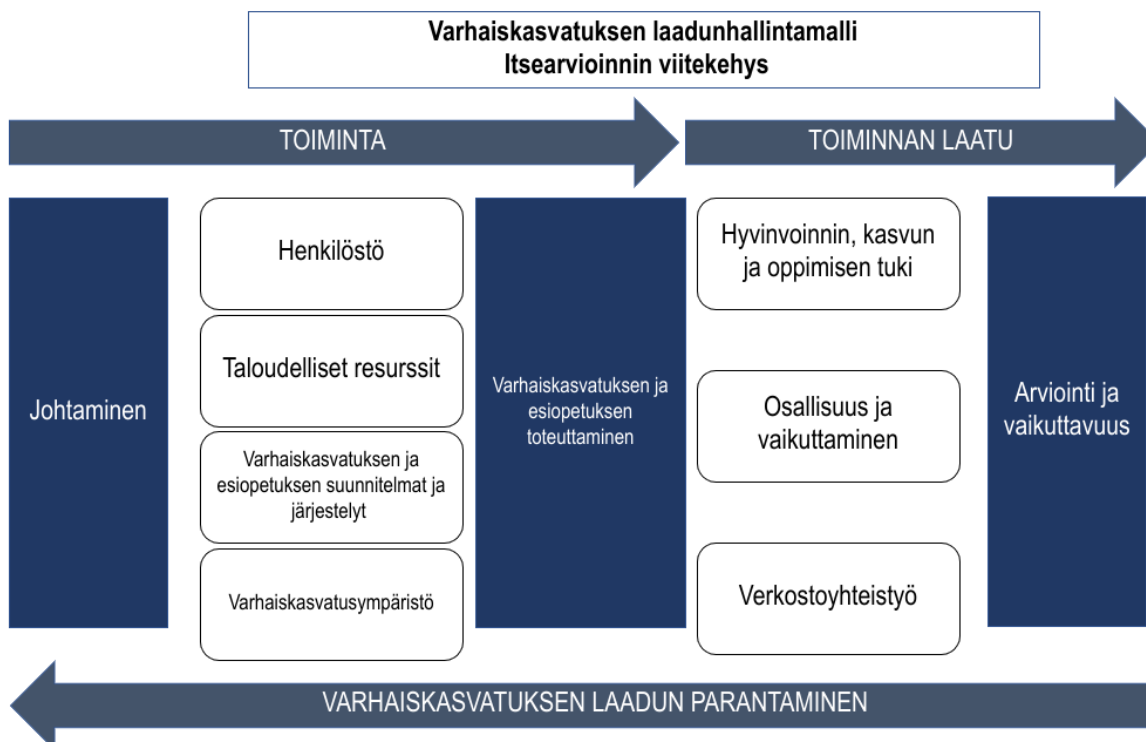 Varhaiskasvatuksen laadunhallintamalli
Itsearvioinnin viitekehys
TOIMINTA
TOIMINNAN LAATU
Johtaminen
Henkilöstö
Taloudelliset resurssit
Varhaiskasvatuksen ja
esiopetuksen suunnitelmat ja
järjestelyt
Varhaiskasvatusympäristö
Varhaiskasvatuksen ja
esiopetuksen
toteuttaminen
Hyvinvoinnin, kasvun
ja oppimisen tuki
Osallisuus ja
vaikuttaminen
Verkostoyhteistyö
Arviointi ja
vaikuttavuus
VARHAISKASVATUKSEN LAADUN PARANTAMINEN